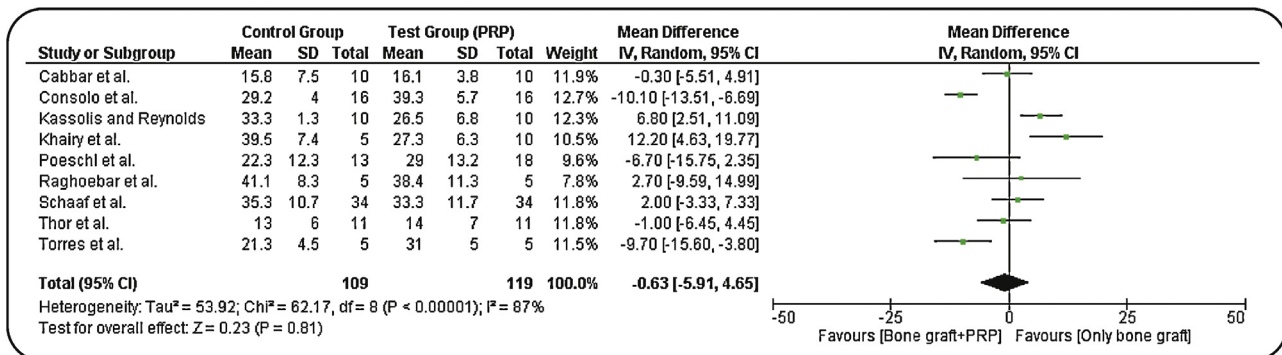 Control Group Test Group (PRP) Mean Difference Mean Difference
Study or Subgroup Mean SD Total Mean SD Total Weight IV, Random, 95% CI IV, Random, 95% CI
Cabbar et al. 15.8 7.5 10 16.1 3.8 10 11.9% -0.30 [-5.51, 4.91]
Consolo et al. 29.2 4 16 39.3 5.7 16 12.7% -10.10 [-13.51, -6.69]
Kassolis and Reynolds 33.3 1.3 10 26.5 6.8 10 12.3% 6.80 [2.51, 11.09]
Khairy et al. 39.5 7.4 5 27.3 6.3 10 10.5% 12.20 [4.63, 19.77]
Poeschl et al. 22.3 12.3 13 29 13.2 18 9.6% -6.70 [-15.75, 2.35]
Raghoebar et al. 41.1 8.3 5 38.4 11.3 5 7.8% 2.70 [-9.59, 14.99]
Schaaf et al. 35.3 10.7 34 33.3 11.7 34 11.8% 2.00 [-3.33, 7.33]
Thor et al. 13 6 11 14 7 11 11.8% -1.00 [-6.45, 4.45]
Torres et al. 21.3 4.5 5 31 5 5 11.5% -9.70 [-15.60, -3.80]
Total (95% CI) 109 119 100.0% -0.63 [-5.91, 4.65]
Heterogeneity: Tau² = 53.92; Chi² = 62.17, df = 8 (P < 0.00001); I² = 87%
Test for overall effect: Z = 0.23 (P = 0.81)
-50 -25 0 25 50
Favours [Bone graft+PRP] Favours [Only bone graft]